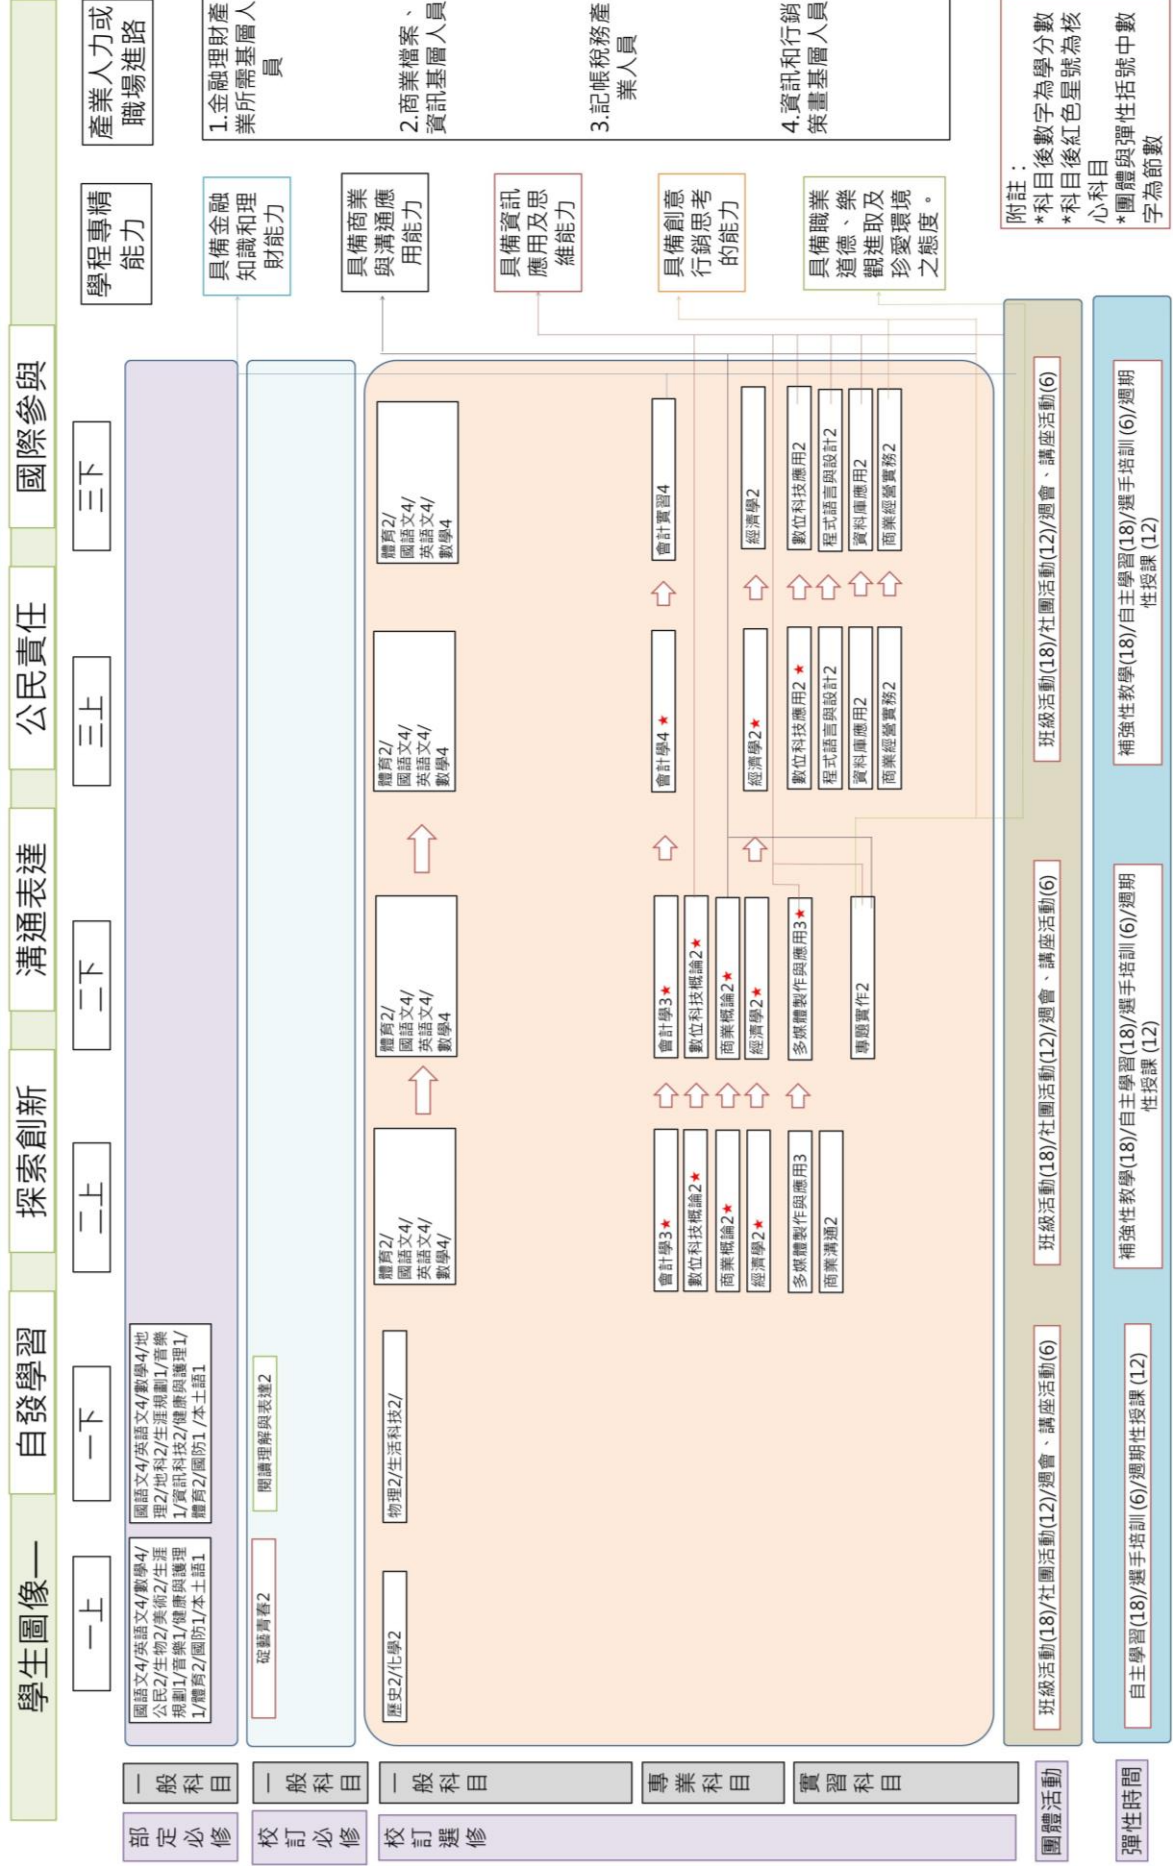 學生圖像—
自發學習
探索創新
溝通表達
公民責任
國際參與
一上
一下
二上
二下
三上
三下
學程專精
能力
產業人力或
職場進路
部定必修
一般科目
國語文4/英語文4/數學4/
公民2/生物2/美術2/生涯
規劃1/音樂1/健康與護理
1/體育2/國防1/本土語1
國語文4/英語文4/數學4/地
理2/地科2/生涯規劃1/音樂
1/資訊科技2/健康與護理1/
體育2/國防1 /本土語1
校訂必修
一般科目
碇藝青春2
閱讀理解與表達2
校訂選修
一般科目
歷史2/化學2
物理2/生活科技2/
體育2/
國語文4/
英語文4/
數學4/
體育2/
國語文4/
英語文4/
數學4
體育2/
國語文4/
英語文4/
數學4
體育2/
國語文4/
英語文4/
數學4
專業科目
會計學3★
數位科技概論2★
商業概論2★
經濟學2★
會計學3★
數位科技概論2★
商業概論2★
經濟學2★
會計學4 ★
經濟學2★
會計實習4
經濟學2
實習科目
多媒體製作與應用3
商業溝通2
多媒體製作與應用3★
專題實作2
數位科技應用2 ★
程式語言與設計2
資料庫應用2
商業經營實務2
數位科技應用2
程式語言與設計2
資料庫應用2
商業經營實務2
具備金融
知識和理
財能力
具備商業
與溝通應
用能力
具備資訊
應用及思
維能力
具備創意
行銷思考
的能力
具備職業
道德、樂
觀進取及
珍愛環境
之態度。
1.金融理財產
業所需基層人
員
2.商業檔案、
資訊基層人員
3.記帳稅務產
業人員
4.資訊和行銷
策畫基層人員
團體活動
班級活動(18)/社團活動(12)/週會、講座活動(6)
班級活動(18)/社團活動(12)/週會、講座活動(6)
班級活動(18)/社團活動(12)/週會、講座活動(6)
彈性時間
自主學習(18)/選手培訓 (6)/週期性授課 (12)
補強性教學(18)/自主學習(18)/選手培訓 (6)/週期
性授課 (12)
補強性教學(18)/自主學習(18)/選手培訓 (6)/週期
性授課 (12)
附註：
*科目後數字為學分數
*科目後紅色星號為核
心科目
*團體與彈性括號中數
字為節數